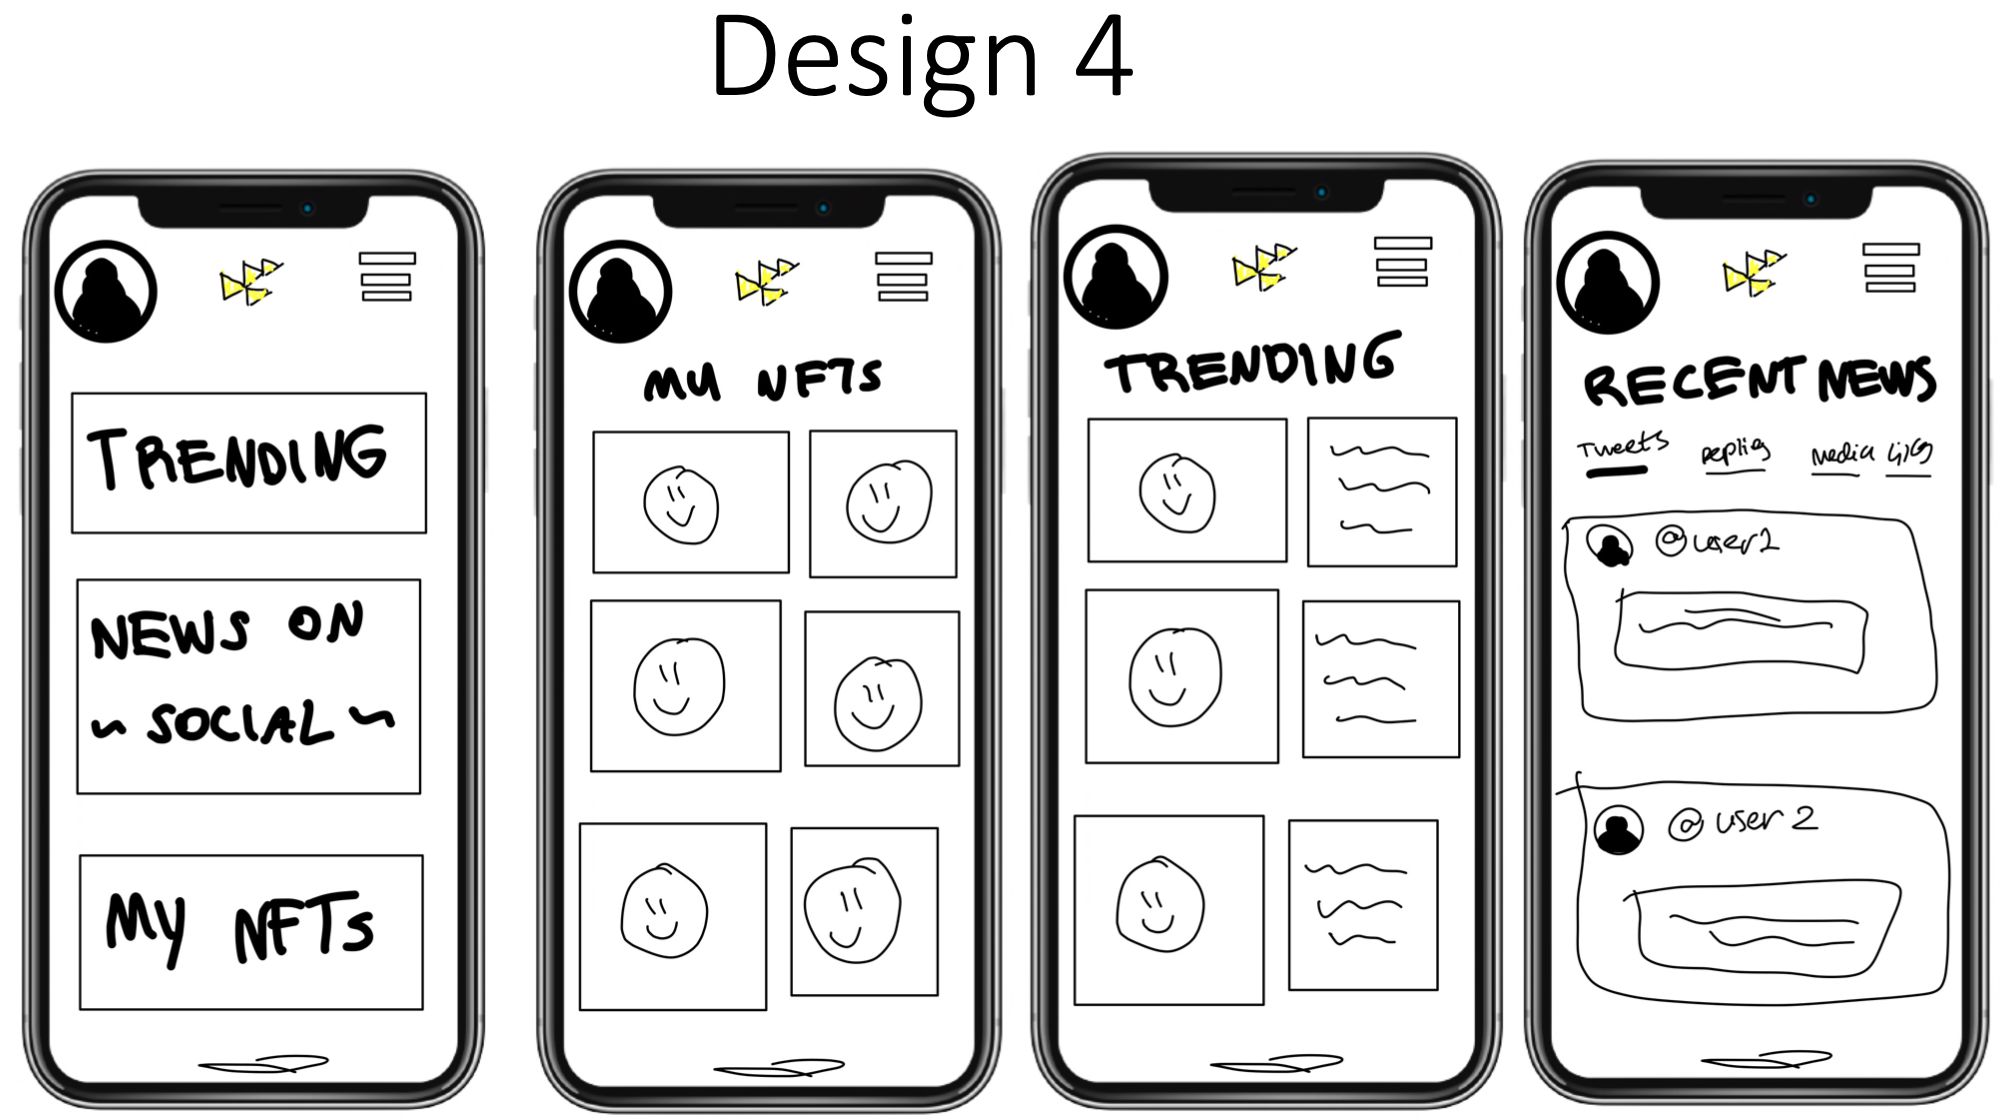 Design 4
TRENDING
NEWS ON
~ SOCIAL ~
My NFTs
MY NFTS
TRENDING
RECENT NEWS
Tweets replies media
@user1
@user 2